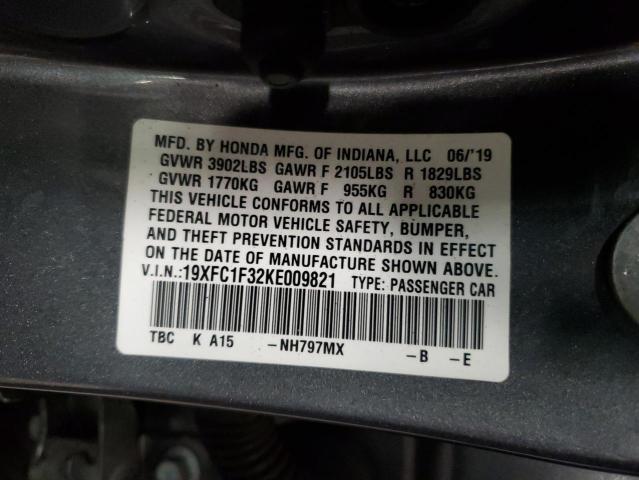 MFD. BY HONDA MFG. OF INDIANA, LLC 06/'19
GVWR 3902LBS GAWR F 2105LBS R 1829LBS
GVWR 1770KG GAWR F 955KG R 830KG
THIS VEHICLE CONFORMS TO ALL APPLICABLE
FEDERAL MOTOR VEHICLE SAFETY, BUMPER,
AND THEFT PREVENTION STANDARDS IN EFFECT
ON THE DATE OF MANUFACTURE SHOWN ABOVE.
V.I.N.:19XFC1F32KE009821 TYPE: PASSENGER CAR
TBC K A15 -NH797MX -B -E